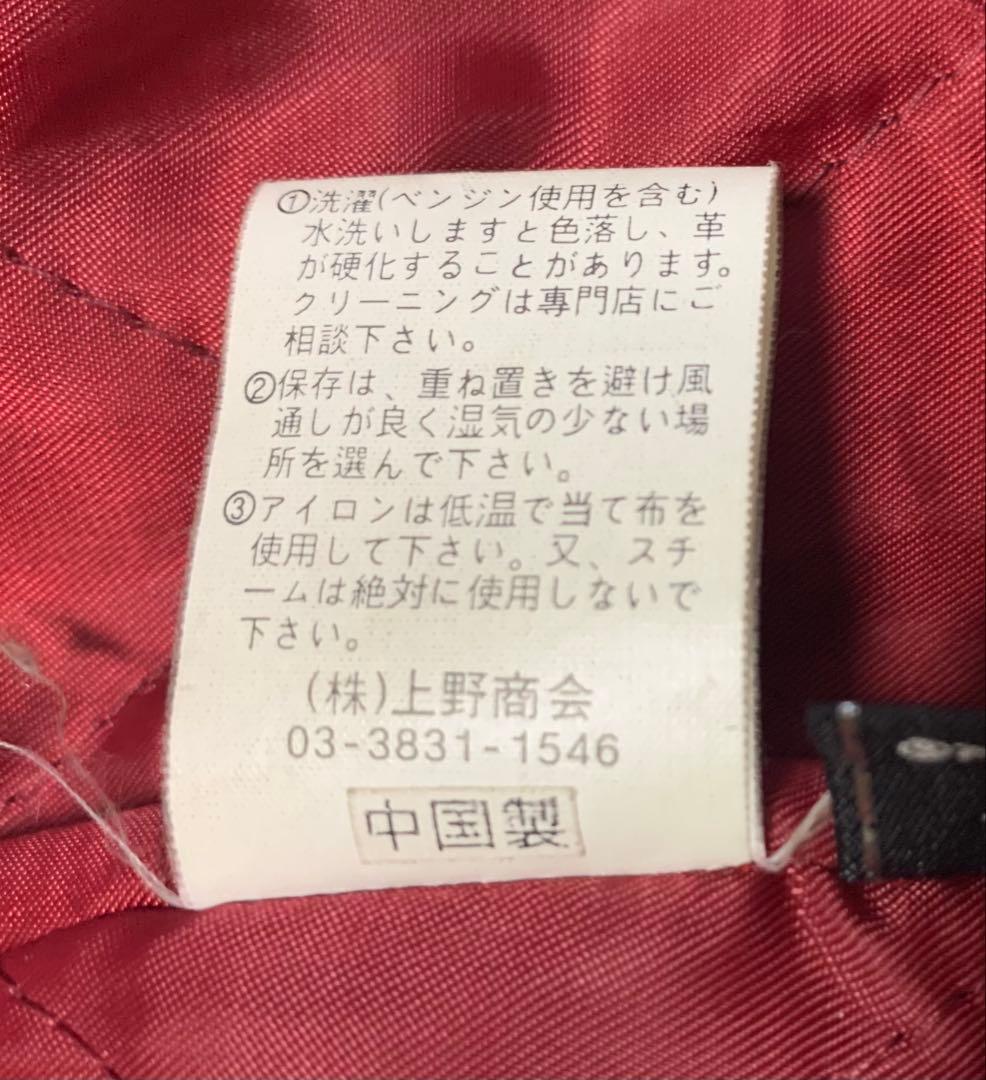 ①洗濯(ベンジン使用を含む)
水洗いしますと色落し、革
が硬化することがあります。
クリーニングは専門店にご
相談下さい。
②保存は、重ね置きを避け風
通しが良く湿気の少ない場
所を選んで下さい。
③アイロンは低温で当て布を
使用して下さい。又、スチ
ームは絶対に使用しないで
下さい。
(株)上野商会
03-3831-1546
中国製